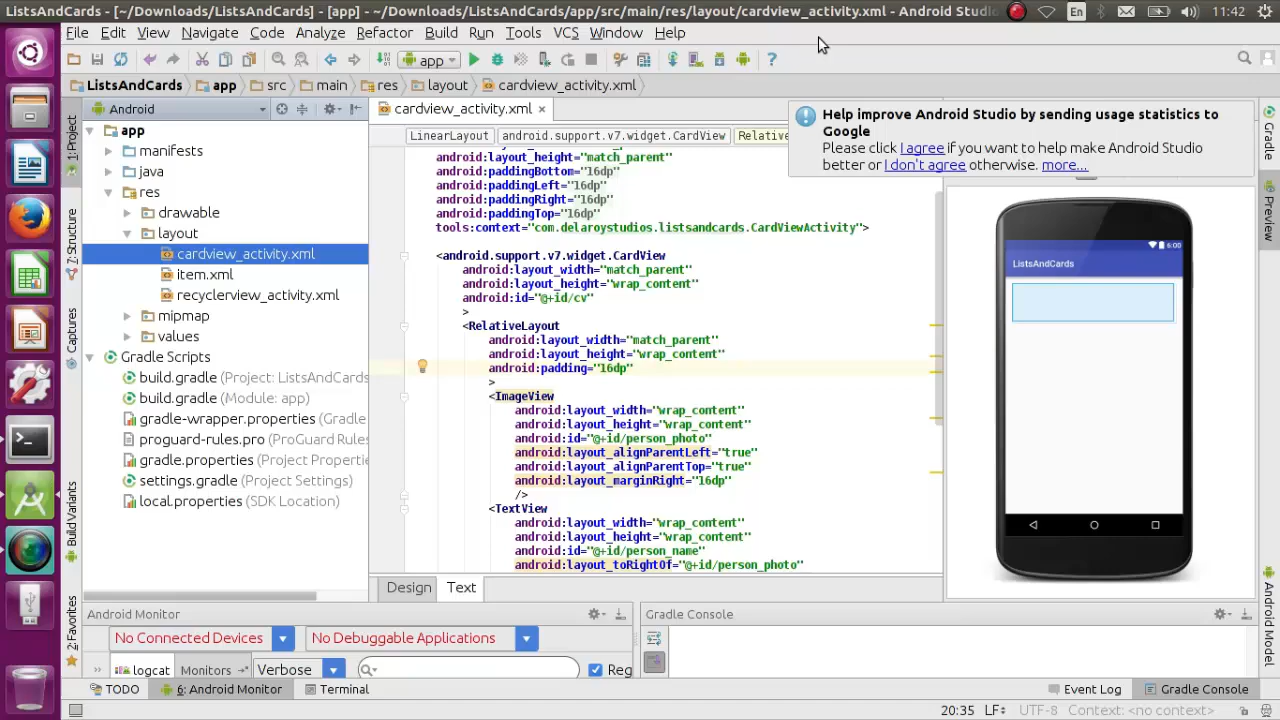 ListsAndCards - [~/Downloads/ListsAndCards] - [app] - ~/Downloads/ListsAndCards/app/src/main/res/layout/cardview_activity.xml - Android Studio
En
11:42
File Edit View Navigate Code Analyze Refactor Build Run Tools VCS Window Help
app
ListsAndCards app src main res layout cardview_activity.xml
Android
cardview_activity.xml
LinearLayout android.support.v7.widget.CardView Relative
Help improve Android Studio by sending usage statistics to
Google
Please click I agree if you want to help make Android Studio
better or I don't agree otherwise. more...
1: Project
7: Structure
Captures
Build Variants
2: Favorites
app
manifests
java
res
drawable
layout
cardview_activity.xml
item.xml
recyclerview_activity.xml
mipmap
values
Gradle Scripts
build.gradle (Project: ListsAndCards
build.gradle (Module: app)
gradle-wrapper.properties (Gradle
proguard-rules.pro (ProGuard Rules
gradle.properties (Project Properti
settings.gradle (Project Settings)
local.properties (SDK Location)
android:layout_height="match_parent"
android:paddingBottom="16dp"
android:paddingLeft="16dp"
android:paddingRight="16dp"
android:paddingTop="16dp"
tools:context="com.delaroystudios.listsandcards.CardViewActivity">
<android.support.v7.widget.CardView
android:layout_width="match_parent"
android:layout_height="wrap_content"
android:id="@+id/cv"
>
<RelativeLayout
android:layout_width="match_parent"
android:layout_height="wrap_content"
android:padding="16dp"
>
<ImageView
android:layout_width="wrap_content"
android:layout_height="wrap_content"
android:id="@+id/person_photo"
android:layout_alignParentLeft="true"
android:layout_alignParentTop="true"
android:layout_marginRight="16dp"
/>
<TextView
android:layout_width="wrap_content"
android:layout_height="wrap_content"
android:id="@+id/person_name"
android:layout_toRightOf="@+id/person_photo"
Design Text
6:00
ListsAndCards
Gradle
Preview
Android Model
Android Monitor
No Connected Devices No Debuggable Applications
logcat Monitors Verbose Reg
Gradle Console
TODO 6: Android Monitor Terminal Event Log Gradle Console
20:35 LF UTF-8 Context: <no context>